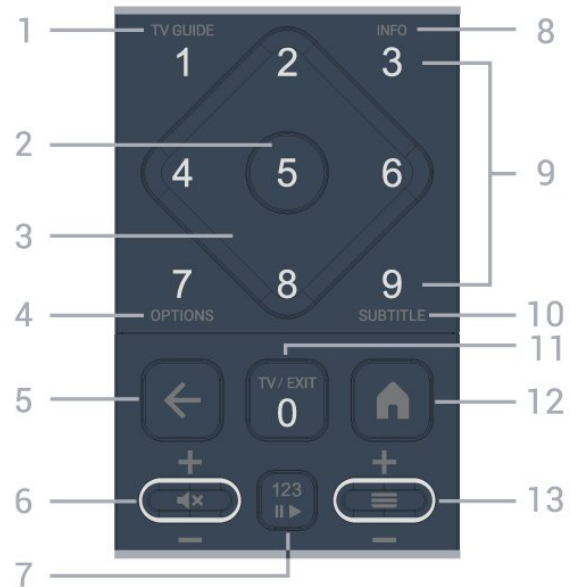 1 TV GUIDE INFO 8
1 2 3
2 9
4 5 6
3
7 8 9
4 OPTIONS SUBTITLE 10
11
TV / EXIT
5 0 12
+ +
6 13
123
- -
7